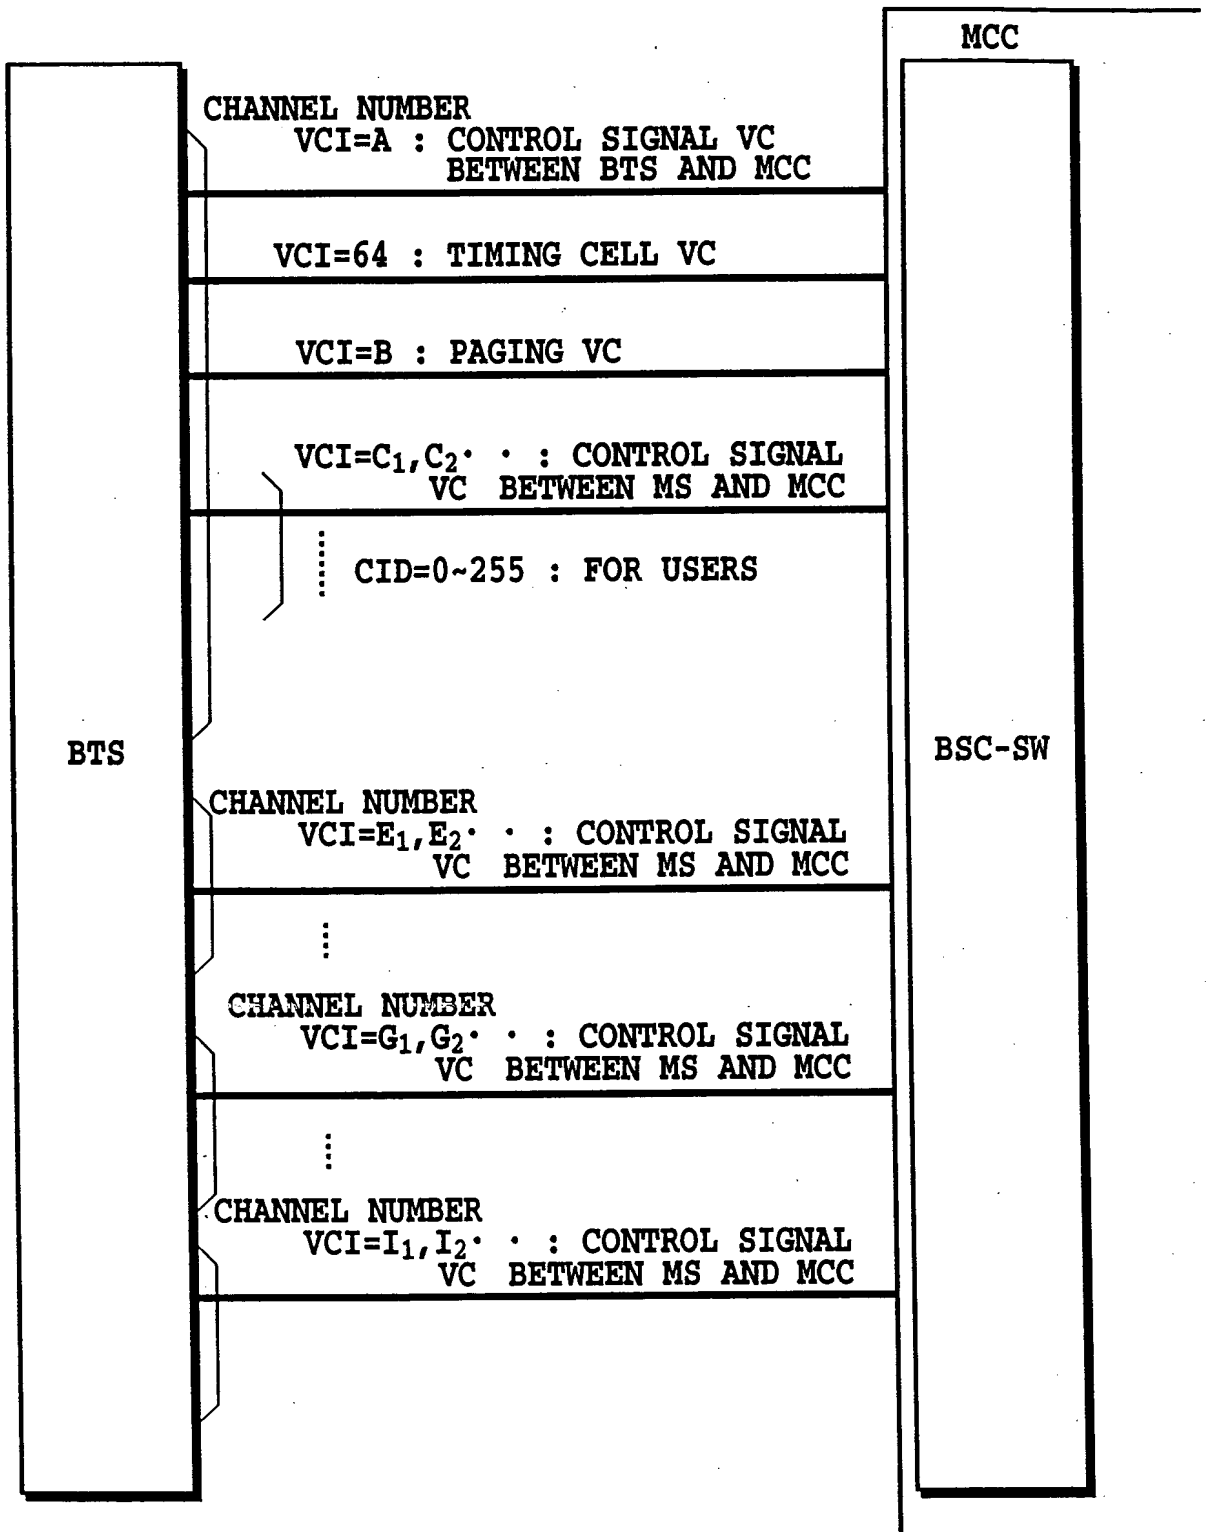 MCC
CHANNEL NUMBER
VCI=A : CONTROL SIGNAL VC
BETWEEN BTS AND MCC
VCI=64 : TIMING CELL VC
VCI=B : PAGING VC
VCI=C₁,C₂· · : CONTROL SIGNAL
VC BETWEEN MS AND MCC
CID=0~255 : FOR USERS
BTS
BSC-SW
CHANNEL NUMBER
VCI=E₁,E₂· · : CONTROL SIGNAL
VC BETWEEN MS AND MCC
CHANNEL NUMBER
VCI=G₁,G₂· · : CONTROL SIGNAL
VC BETWEEN MS AND MCC
CHANNEL NUMBER
VCI=I₁,I₂· · : CONTROL SIGNAL
VC BETWEEN MS AND MCC